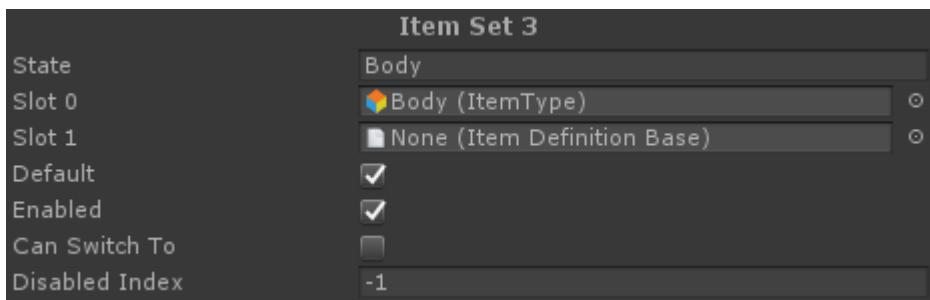 Item Set 3
State Body
Slot 0 Body (ItemType)
Slot 1 None (Item Definition Base)
Default
Enabled
Can Switch To
Disabled Index -1